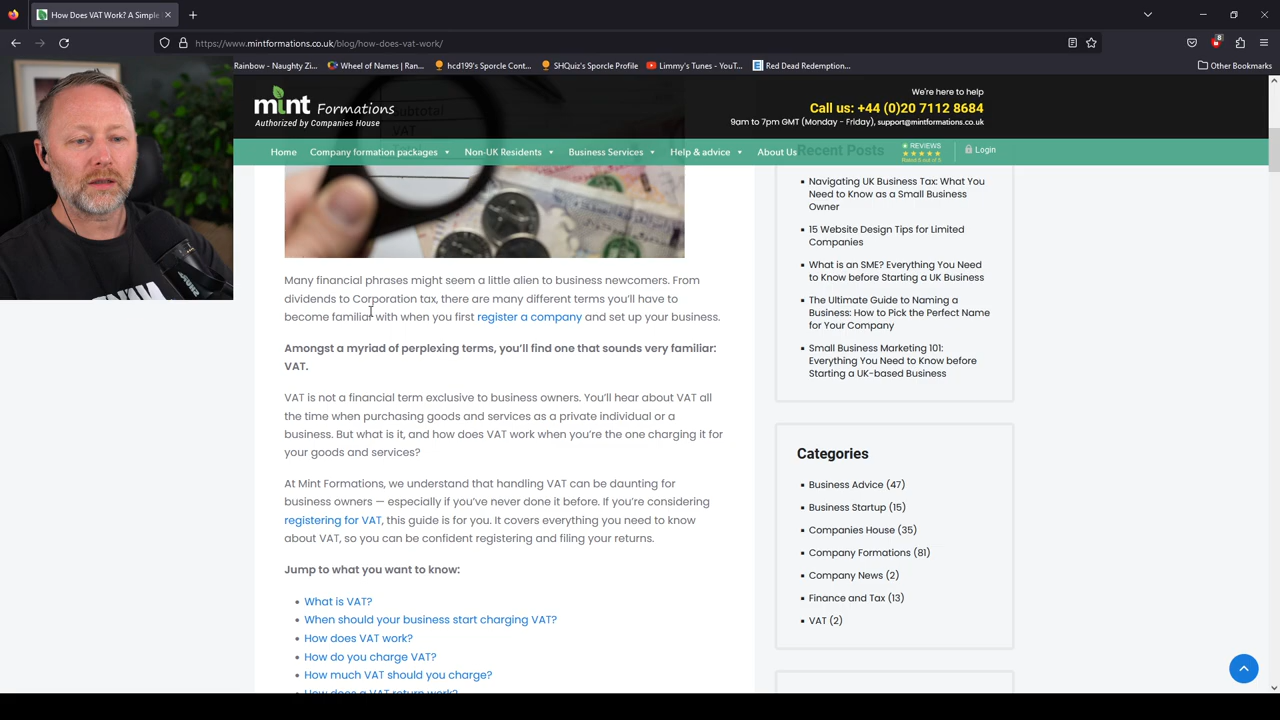 How Does VAT Work? A Simple
https://www.mintformations.co.uk/blog/how-does-vat-work/
8
Rainbow - Naughty Zi...
Wheel of Names | Ran...
hcd199's Sporcle Cont...
SHQuiz's Sporcle Profile
Limmy's Tunes - YouT...
Red Dead Redemption...
Other Bookmarks
mint Formations
Authorized by Companies House
We're here to help
Call us: +44 (0)20 7112 8684
9am to 7pm GMT (Monday - Friday), support@mintformations.co.uk
Home
Company formation packages
Non-UK Residents
Business Services
Help & advice
About Us
REVIEWS
Rated 5 out of 5
Login
Subtotal
VAT
Many financial phrases might seem a little alien to business newcomers. From
dividends to Corporation tax, there are many different terms you'll have to
become familiar with when you first register a company and set up your business.
Amongst a myriad of perplexing terms, you'll find one that sounds very familiar:
VAT.
VAT is not a financial term exclusive to business owners. You'll hear about VAT all
the time when purchasing goods and services as a private individual or a
business. But what is it, and how does VAT work when you're the one charging it for
your goods and services?
At Mint Formations, we understand that handling VAT can be daunting for
business owners — especially if you've never done it before. If you're considering
registering for VAT, this guide is for you. It covers everything you need to know
about VAT, so you can be confident registering and filing your returns.
Jump to what you want to know:
What is VAT?
When should your business start charging VAT?
How does VAT work?
How do you charge VAT?
How much VAT should you charge?
How does a VAT return work?
Recent Posts
Navigating UK Business Tax: What You
Need to Know as a Small Business
Owner
15 Website Design Tips for Limited
Companies
What is an SME? Everything You Need
to Know before Starting a UK Business
The Ultimate Guide to Naming a
Business: How to Pick the Perfect Name
for Your Company
Small Business Marketing 101:
Everything You Need to Know before
Starting a UK-based Business
Categories
Business Advice (47)
Business Startup (15)
Companies House (35)
Company Formations (81)
Company News (2)
Finance and Tax (13)
VAT (2)